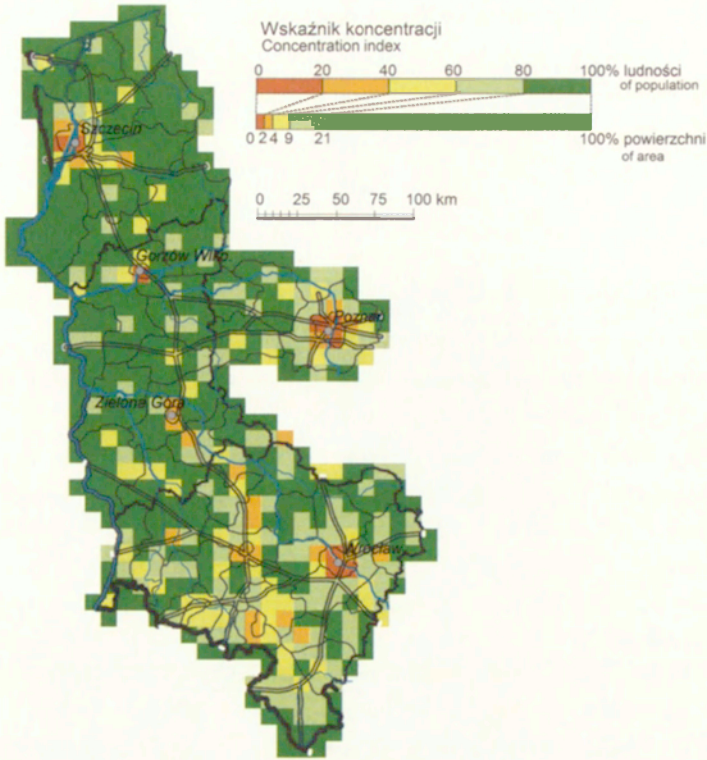 Wskaźnik koncentracji
Concentration index
0 20 40 60 80 100% ludności
of population
0 2 4 9 21 100% powierzchni
of area
0 25 50 75 100 km
Szczecin
Gorzów Wlkp.
Poznań
Zielona Góra
Wrocław